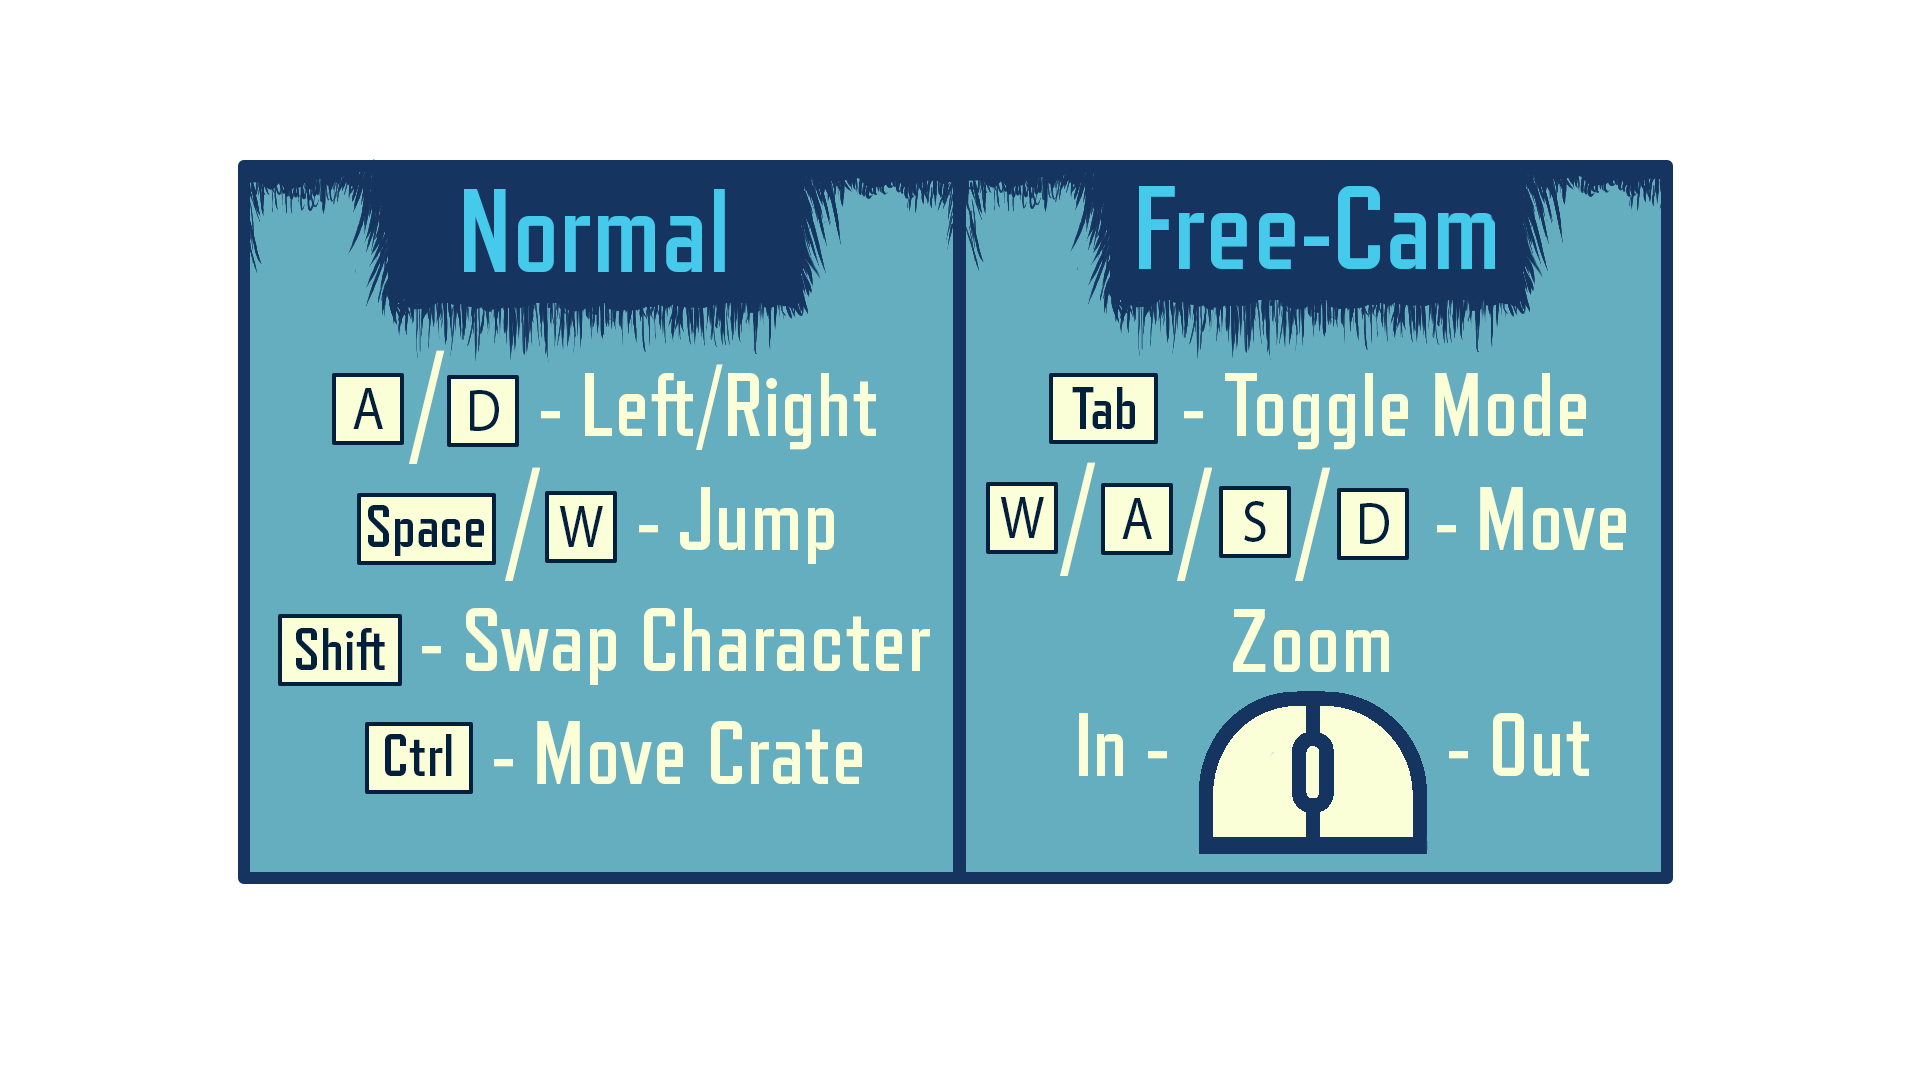 Normal
A / D - Left/Right
Space / W - Jump
Shift - Swap Character
Ctrl - Move Crate
Free-Cam
Tab - Toggle Mode
W / A / S / D - Move
Zoom
In - - Out